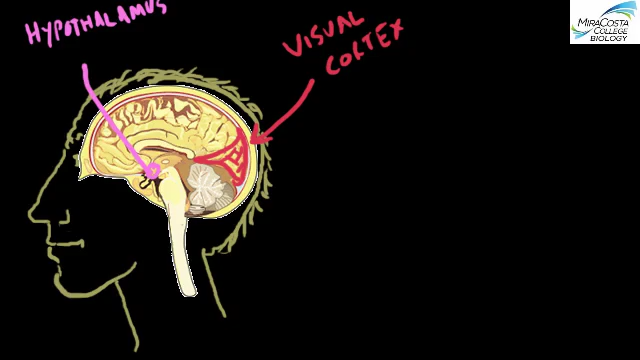 HYPOTHALAMUS
VISUAL
CORTEX
MIRACOSTA
COLLEGE
BIOLOGY